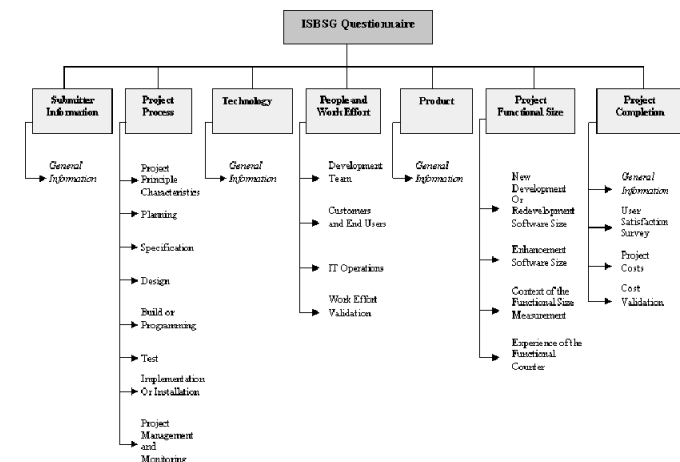 ISBSG Questionnaire
Submitter
Information
Project
Process
Technology
People and
Work Effort
Product
Project
Functional Size
Project
Completion
General
Information
Project
Principle
Characteristics
Planning
Specification
Design
Build or
Programming
Test
Implementation
Or Installation
Project
Management
and
Monitoring
General
Information
Development
Team
Customers
and End Users
IT Operations
Work Effort
Validation
General
Information
New
Development
Or
Redevelopment
Software Size
Enhancement
Software Size
Context of the
Functional Size
Measurement
Experience of the
Functional
Counter
General
Information
User
Satisfaction
Survey
Project
Costs
Cost
Validation